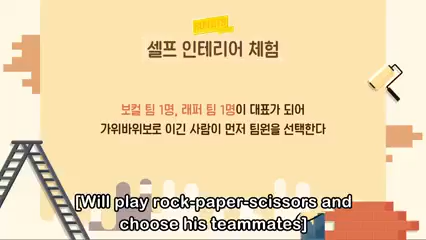 셀프 인테리어 체험
보컬 팀 1명, 래퍼 팀 1명이 대표가 되어
가위바위보로 이긴 사람이 먼저 팀원을 선택한다
[Will play rock-paper-scissors and
choose his teammates]